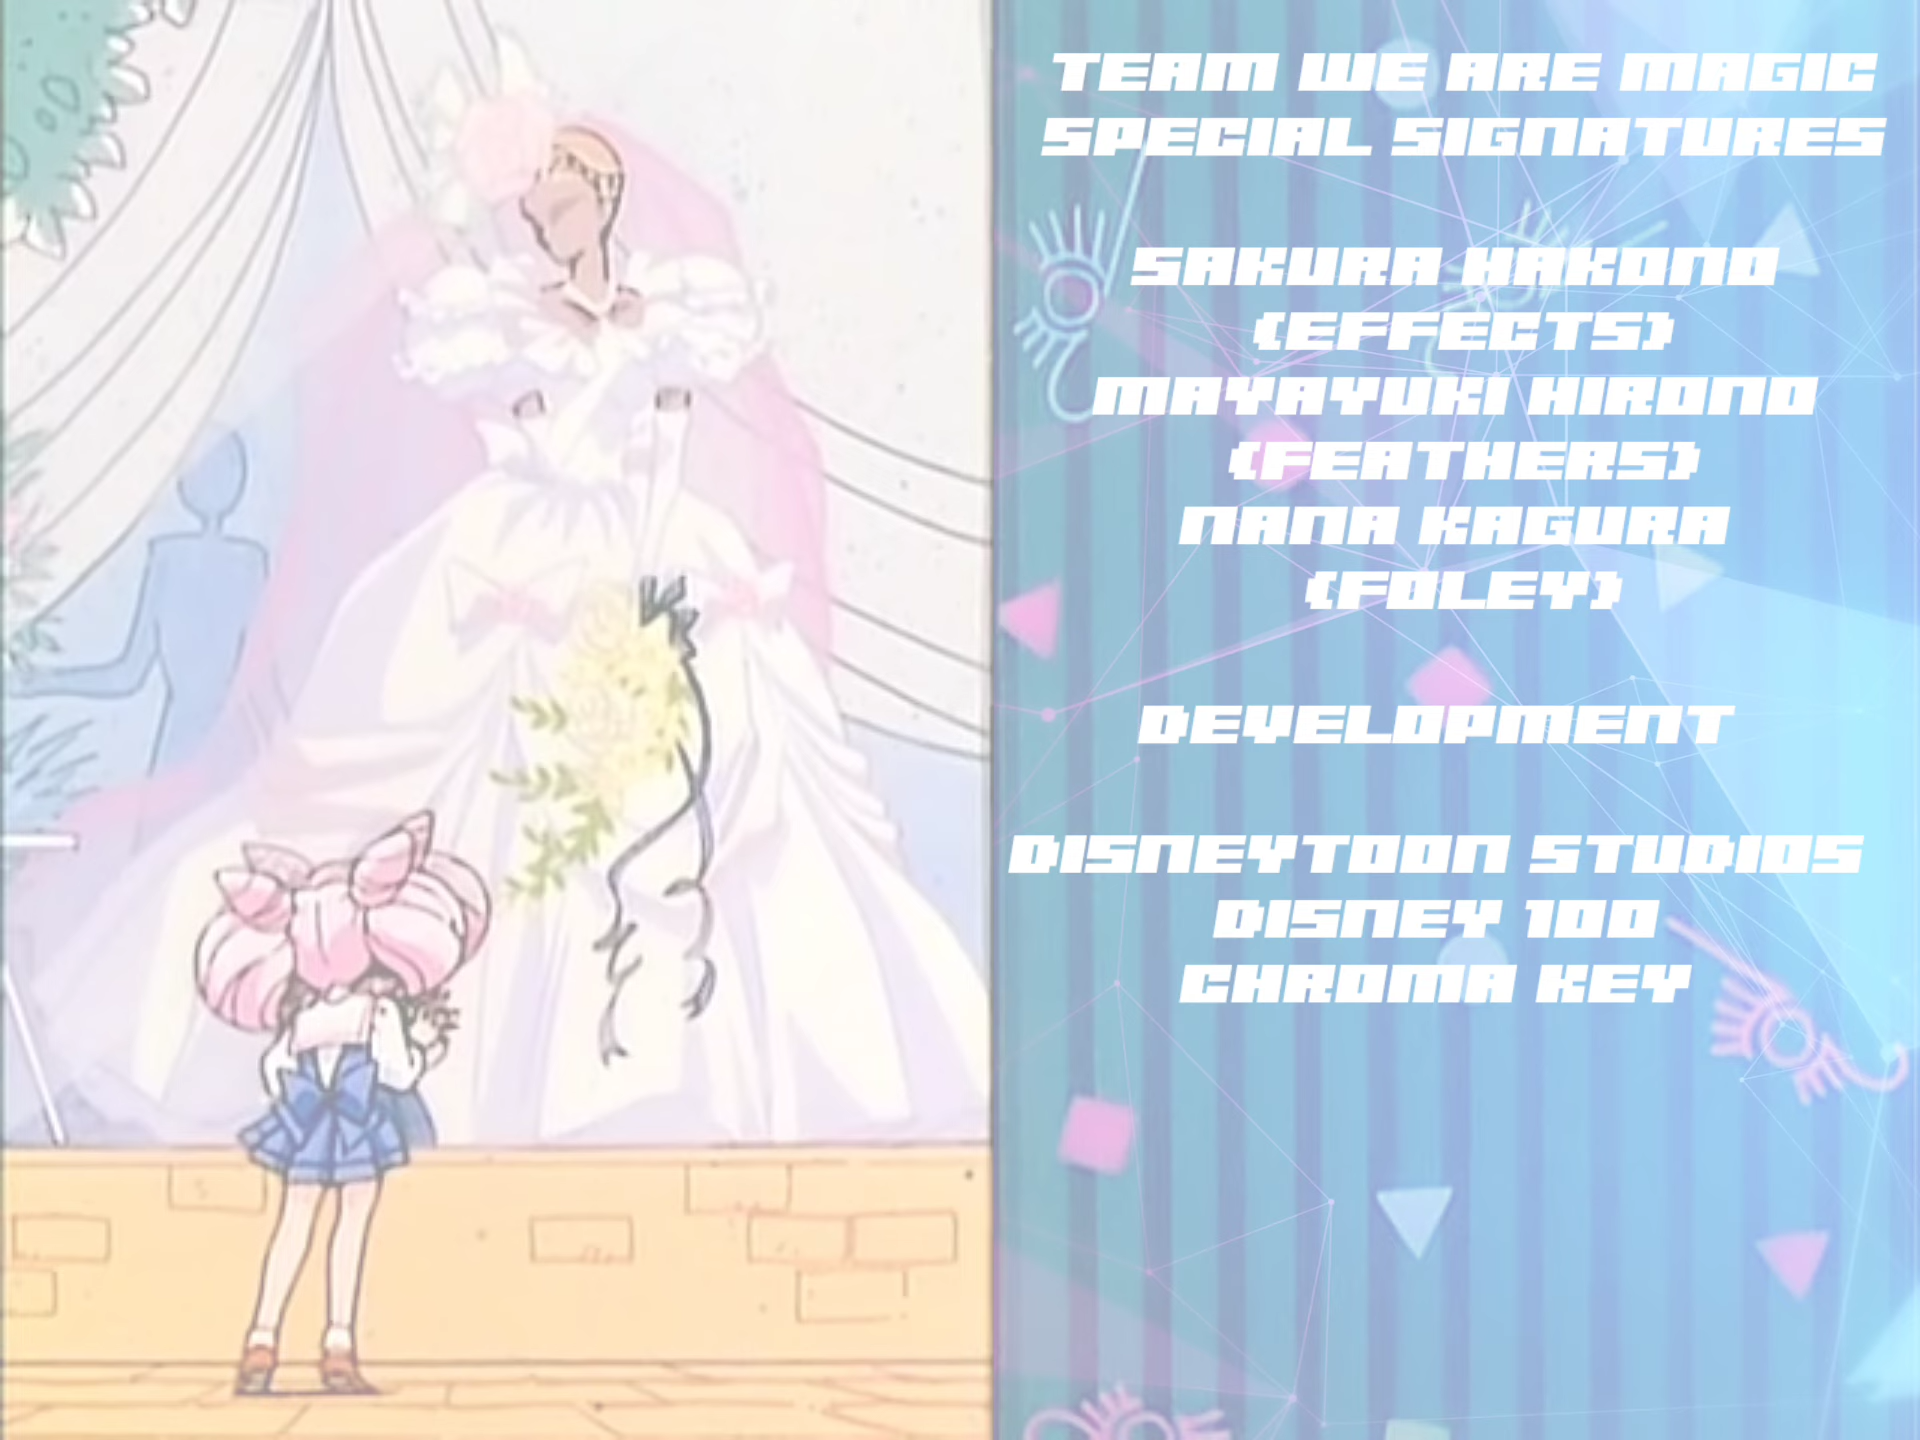 TEAM WE ARE MAGIC
SPECIAL SIGNATURES
SAKURA HAKONO
(EFFECTS)
MAYAYUKI HIRONO
(FEATHERS)
NANA KAGURA
(FOLEY)
DEVELOPMENT
DISNEYTOON STUDIOS
DISNEY 100
CHROMA KEY